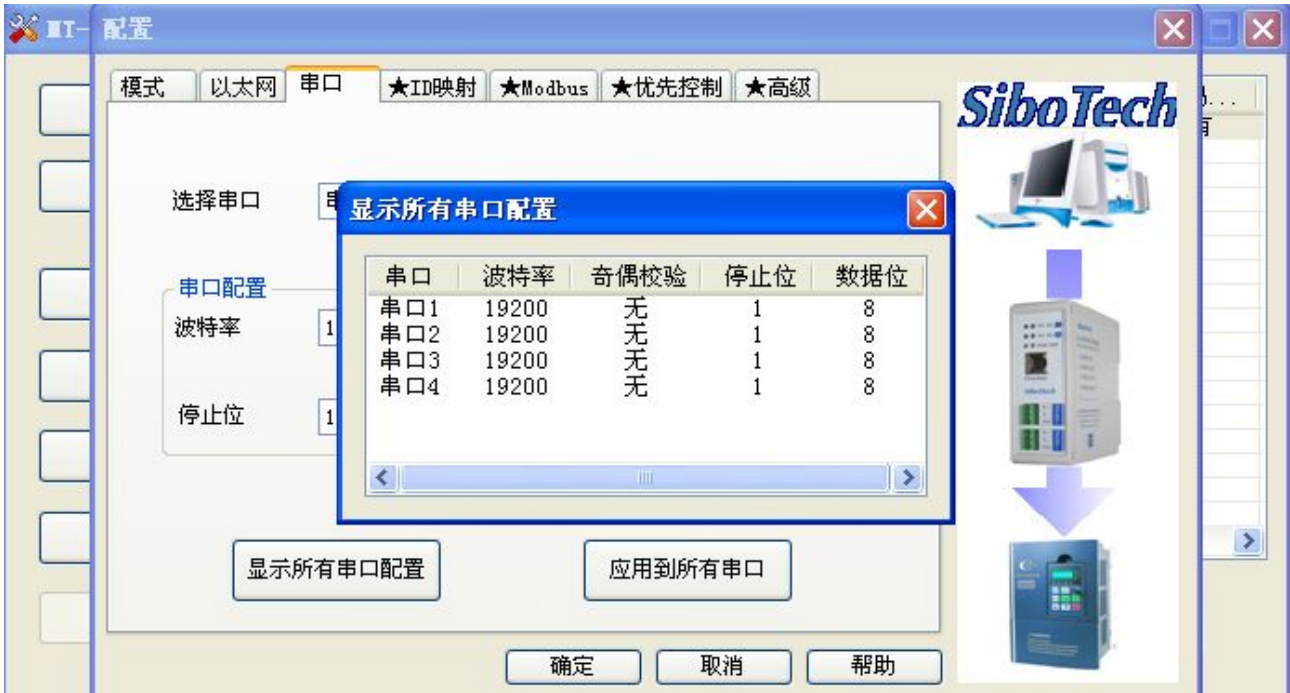 MT-
配置
模式 以太网 串口 ★ID映射 ★Modbus ★优先控制 ★高级
SiboTech
选择串口
显示所有串口配置
串口 波特率 奇偶校验 停止位 数据位
串口1 19200 无 1 8
串口2 19200 无 1 8
串口3 19200 无 1 8
串口4 19200 无 1 8
串口配置
波特率 1
停止位 1
显示所有串口配置 应用到所有串口
确定 取消 帮助